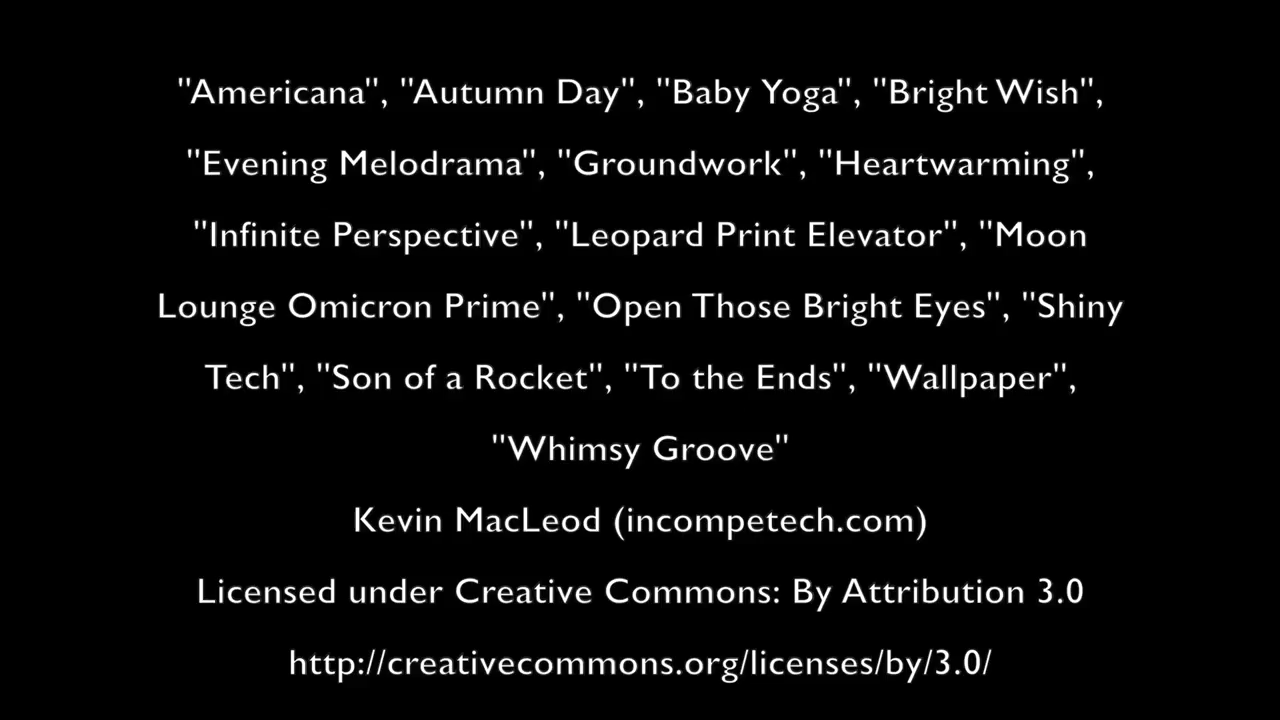 "Americana", "Autumn Day", "Baby Yoga", "Bright Wish",
"Evening Melodrama", "Groundwork", "Heartwarming",
"Infinite Perspective", "Leopard Print Elevator", "Moon
Lounge Omicron Prime", "Open Those Bright Eyes", "Shiny
Tech", "Son of a Rocket", "To the Ends", "Wallpaper",
"Whimsy Groove"
Kevin MacLeod (incompetech.com)
Licensed under Creative Commons: By Attribution 3.0
http://creativecommons.org/licenses/by/3.0/